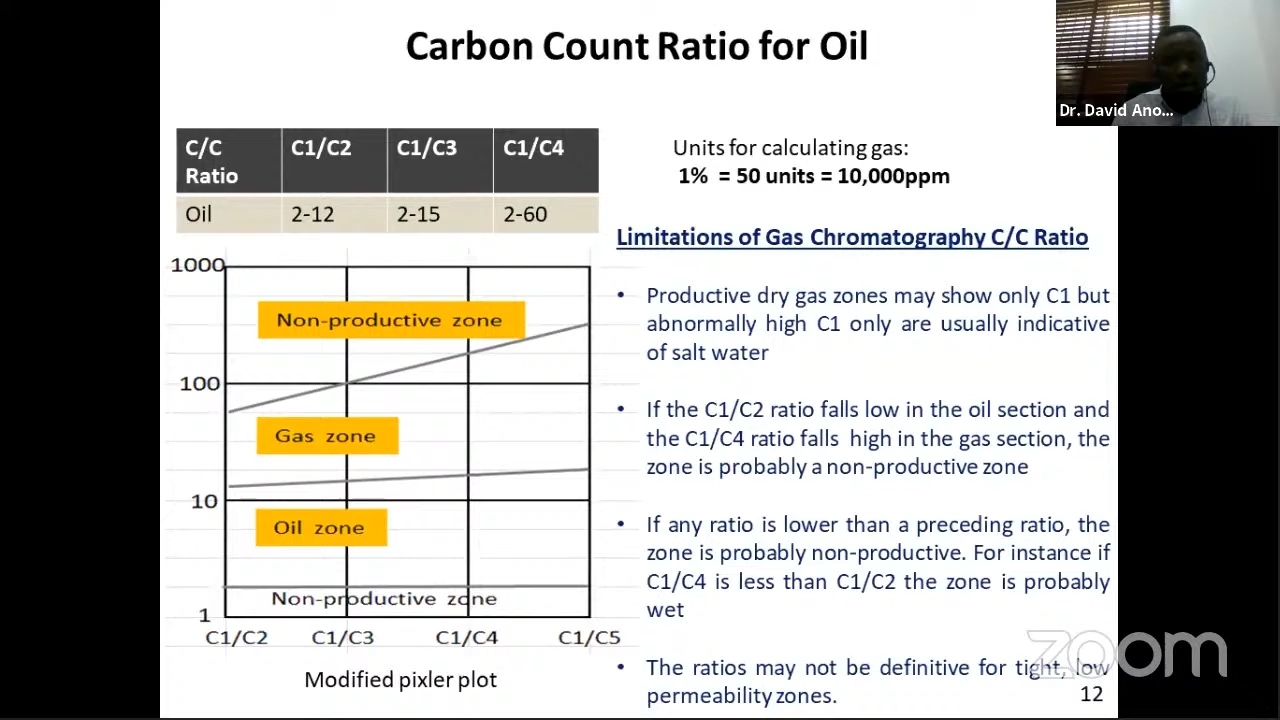 Carbon Count Ratio for Oil
Dr. David Ano...
C/C Ratio C1/C2 C1/C3 C1/C4
Oil 2-12 2-15 2-60
Units for calculating gas:
1% = 50 units = 10,000ppm
1000
Non-productive zone
100
Gas zone
10
Oil zone
Non-productive zone
1
C1/C2 C1/C3 C1/C4 C1/C5
Modified pixler plot
Limitations of Gas Chromatography C/C Ratio
• Productive dry gas zones may show only C1 but
abnormally high C1 only are usually indicative
of salt water
• If the C1/C2 ratio falls low in the oil section and
the C1/C4 ratio falls high in the gas section, the
zone is probably a non-productive zone
• If any ratio is lower than a preceding ratio, the
zone is probably non-productive. For instance if
C1/C4 is less than C1/C2 the zone is probably
wet
• The ratios may not be definitive for tight, low
permeability zones.
zoom
12